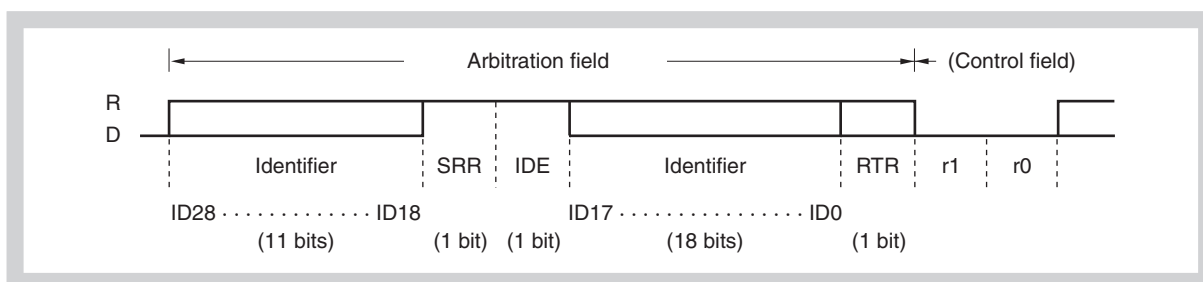 Arbitration field (Control field)
R
D
Identifier SRR IDE Identifier RTR r1 r0
ID28 · · · · · · · · · · · · · ID18 ID17 · · · · · · · · · · · · · · · · ID0
(11 bits) (1 bit) (1 bit) (18 bits) (1 bit)